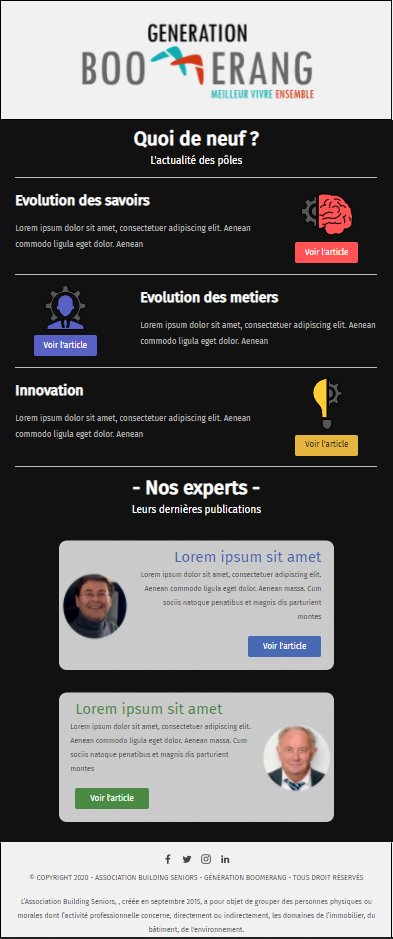 GENERATION
BOO ERANG
MEILLEUR VIVRE ENSEMBLE
Quoi de neuf ?
L'actualité des pôles
Evolution des savoirs
Lorem ipsum dolor sit amet, consectetuer adipiscing elit. Aenean
commodo ligula eget dolor. Aenean
Voir l'article
Evolution des metiers
Lorem ipsum dolor sit amet, consectetuer adipiscing elit. Aenean
commodo ligula eget dolor. Aenean
Voir l'article
Innovation
Lorem ipsum dolor sit amet, consectetuer adipiscing elit. Aenean
commodo ligula eget dolor. Aenean
Voir l'article
- Nos experts -
Leurs dernières publications
Lorem ipsum sit amet
Lorem ipsum dolor sit amet, consectetuer adipiscing elit.
Aenean commodo ligula eget dolor. Aenean massa. Cum
sociis natoque penatibus et magnis dis parturient
montes
Voir l'article
Lorem ipsum sit amet
Lorem ipsum dolor sit amet, consectetuer adipiscing elit.
Aenean commodo ligula eget dolor. Aenean massa. Cum
sociis natoque penatibus et magnis dis parturient
montes
Voir l'article
© COPYRIGHT 2020 - ASSOCIATION BUILDING SENIORS - GÉNÉRATION BOOMERANG - TOUS DROIT RÉSERVÉS
L'Association Building Seniors, , créée en septembre 2015, a pour objet de grouper des personnes physiques ou
morales dont l'activité professionnelle concerne, directement ou indirectement, les domaines de l'immobilier, du
bâtiment, de l'environnement.